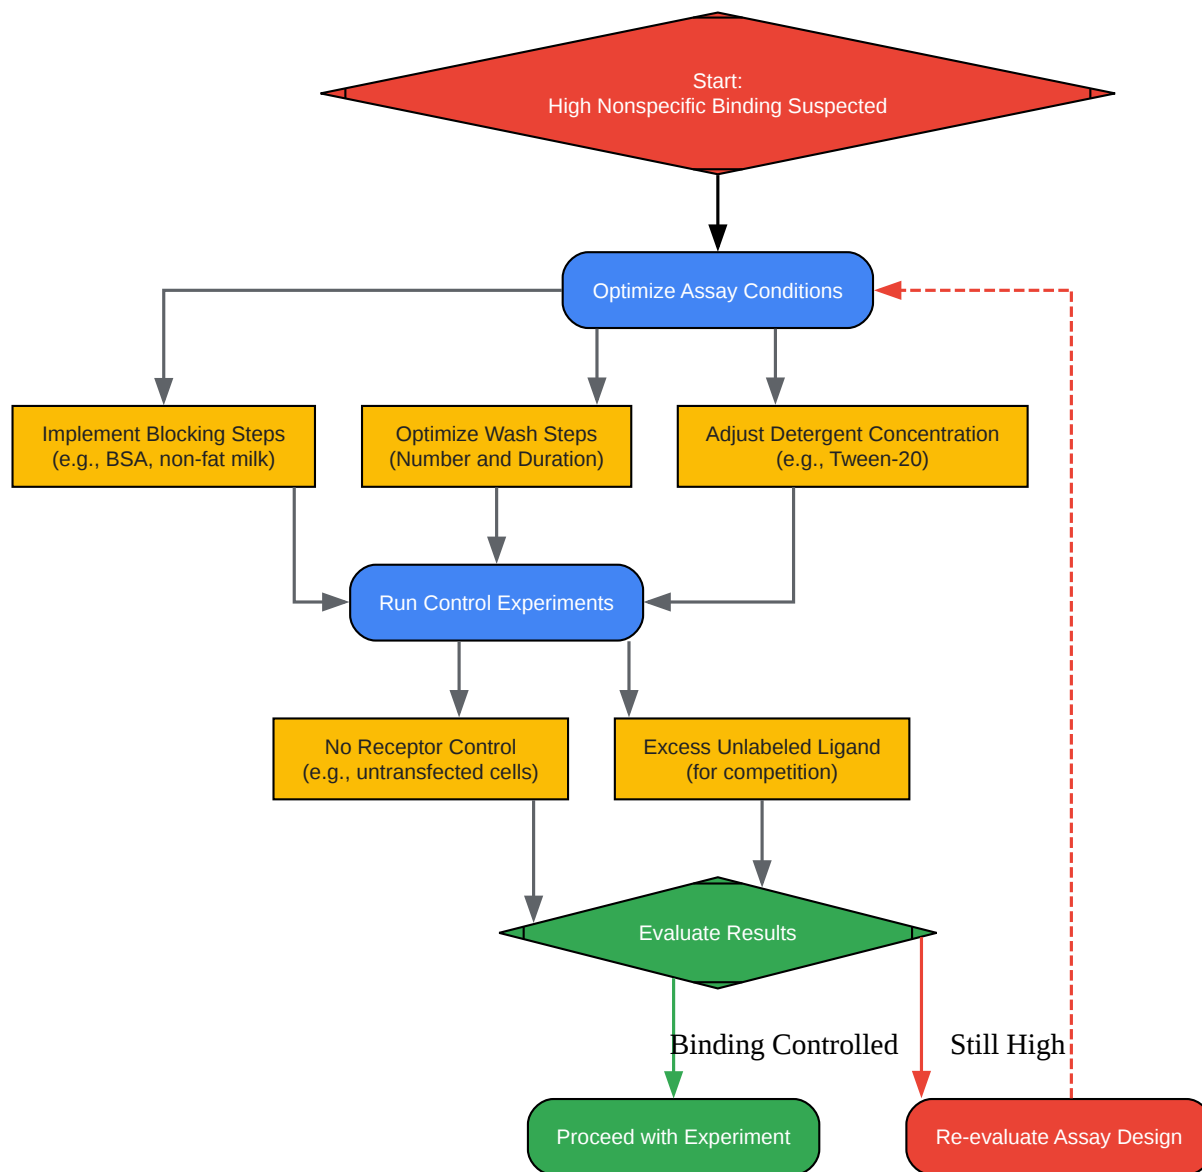 Start:
High Nonspecific Binding Suspected
Optimize Assay Conditions
Implement Blocking Steps
(e.g., BSA, non-fat milk)
Optimize Wash Steps
(Number and Duration)
Adjust Detergent Concentration
(e.g., Tween-20)
Run Control Experiments
No Receptor Control
(e.g., untransfected cells)
Excess Unlabeled Ligand
(for competition)
Evaluate Results
Binding Controlled
Still High
Proceed with Experiment
Re-evaluate Assay Design